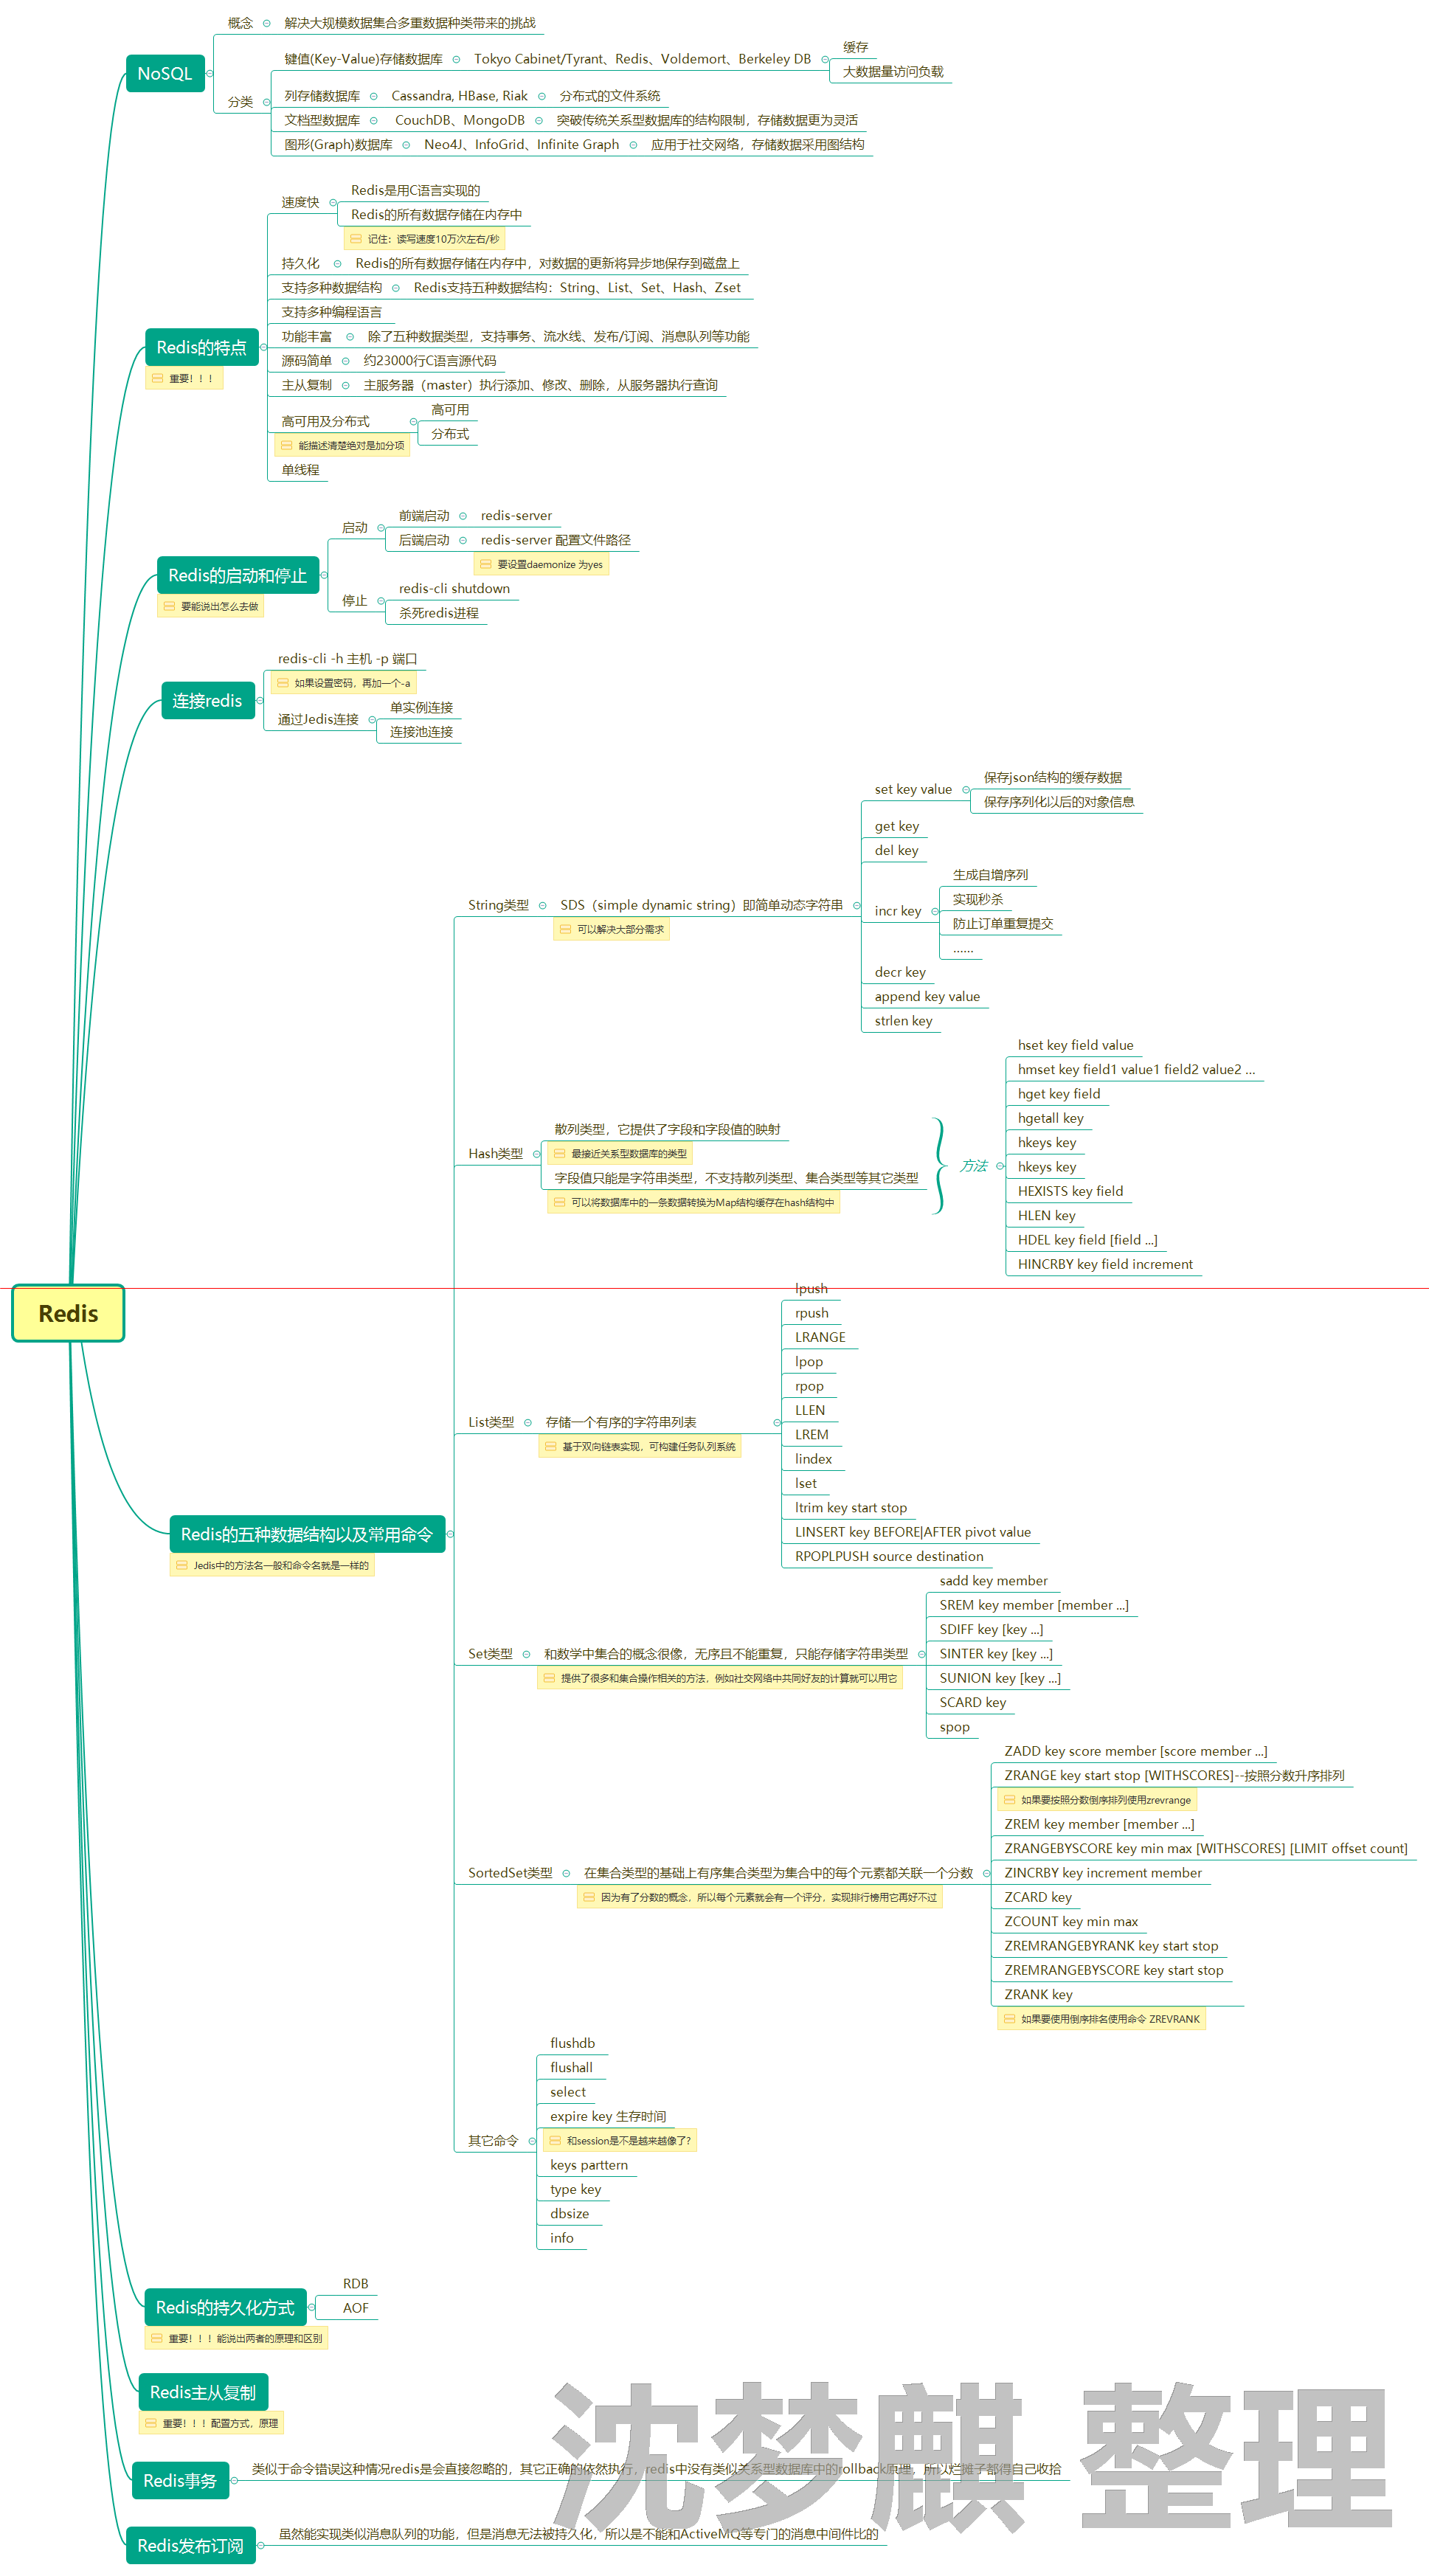 Redis
NoSQL
概念
解决大规模数据集合多重数据种类带来的挑战
分类
键值(Key-Value)存储数据库
Tokyo Cabinet/Tyrant、Redis、Voldemort、Berkeley DB
缓存
大数据量访问负载
列存储数据库
Cassandra, HBase, Riak
分布式的文件系统
文档型数据库
CouchDB、MongoDB
突破传统关系型数据库的结构限制，存储数据更为灵活
图形(Graph)数据库
Neo4J、InfoGrid、Infinite Graph
应用于社交网络，存储数据采用图结构
Redis的特点
重要！！！
速度快
Redis是用C语言实现的
Redis的所有数据存储在内存中
记住：读写速度10万次左右/秒
持久化
Redis的所有数据存储在内存中，对数据的更新将异步地保存到磁盘上
支持多种数据结构
Redis支持五种数据结构：String、List、Set、Hash、Zset
支持多种编程语言
功能丰富
除了五种数据类型，支持事务、流水线、发布/订阅、消息队列等功能
源码简单
约23000行C语言源代码
主从复制
主服务器（master）执行添加、修改、删除，从服务器执行查询
高可用及分布式
能描述清楚绝对是加分项
高可用
分布式
单线程
Redis的启动和停止
要能说出怎么去做
启动
前端启动
redis-server
后端启动
redis-server 配置文件路径
要设置daemonize 为yes
停止
redis-cli shutdown
杀死redis进程
连接redis
redis-cli -h 主机 -p 端口
如果设置密码，再加一个-a
通过Jedis连接
单实例连接
连接池连接
Redis的五种数据结构以及常用命令
Jedis中的方法名一般和命令名就是一样的
String类型
SDS（simple dynamic string）即简单动态字符串
可以解决大部分需求
set key value
保存json结构的缓存数据
保存序列化以后的对象信息
get key
del key
incr key
生成自增序列
实现秒杀
防止订单重复提交
......
decr key
append key value
strlen key
Hash类型
散列类型，它提供了字段和字段值的映射
最接近关系型数据库的类型
字段值只能是字符串类型，不支持散列类型、集合类型等其它类型
可以将数据库中的一条数据转换为Map结构缓存在hash结构中
方法
hset key field value
hmset key field1 value1 field2 value2 ...
hget key field
hgetall key
hkeys key
hkeys key
HEXISTS key field
HLEN key
HDEL key field [field ...]
HINCRBY key field increment
List类型
存储一个有序的字符串列表
基于双向链表实现，可构建任务队列系统
lpush
rpush
LRANGE
lpop
rpop
LLEN
LREM
lindex
lset
ltrim key start stop
LINSERT key BEFORE|AFTER pivot value
RPOPLPUSH source destination
Set类型
和数学中集合的概念很像，无序且不能重复，只能存储字符串类型
提供了很多和集合操作相关的方法，例如社交网络中共同好友的计算就可以用它
sadd key member
SREM key member [member ...]
SDIFF key [key ...]
SINTER key [key ...]
SUNION key [key ...]
SCARD key
spop
SortedSet类型
在集合类型的基础上有序集合类型为集合中的每个元素都关联一个分数
因为有了分数的概念，所以每个元素就会有一个评分，实现排行榜用它再好不过
ZADD key score member [score member ...]
ZRANGE key start stop [WITHSCORES]--按照分数升序排列
如果要按照分数倒序排列使用zrevrange
ZREM key member [member ...]
ZRANGEBYSCORE key min max [WITHSCORES] [LIMIT offset count]
ZINCRBY key increment member
ZCARD key
ZCOUNT key min max
ZREMRANGEBYRANK key start stop
ZREMRANGEBYSCORE key start stop
ZRANK key
如果要使用倒序排名使用命令 ZREVRANK
其它命令
flushdb
flushall
select
expire key 生存时间
和session是不是越来越像了?
keys parttern
type key
dbsize
info
Redis的持久化方式
重要！！！能说出两者的原理和区别
RDB
AOF
Redis主从复制
重要！！！配置方式，原理
Redis事务
类似于命令错误这种情况redis是会直接忽略的，其它正确的依然执行，redis中没有类似关系型数据库中的rollback原理，所以烂摊子都得自己收拾
Redis发布订阅
虽然能实现类似消息队列的功能，但是消息无法被持久化，所以是不能和ActiveMQ等专门的消息中间件比的
沈梦麒 整理